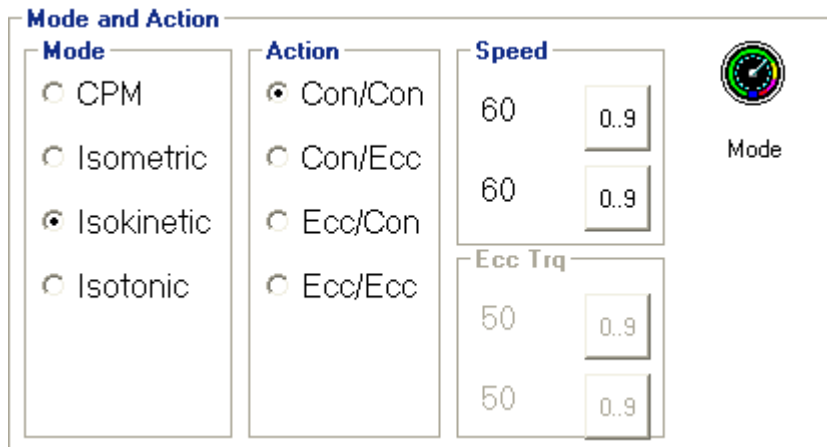 Mode and Action
Mode
CPM
Isometric
Isokinetic
Isotonic
Action
Con/Con
Con/Ecc
Ecc/Con
Ecc/Ecc
Speed
60 0..9
60 0..9
Ecc Trq
50 0..9
50 0..9
Mode